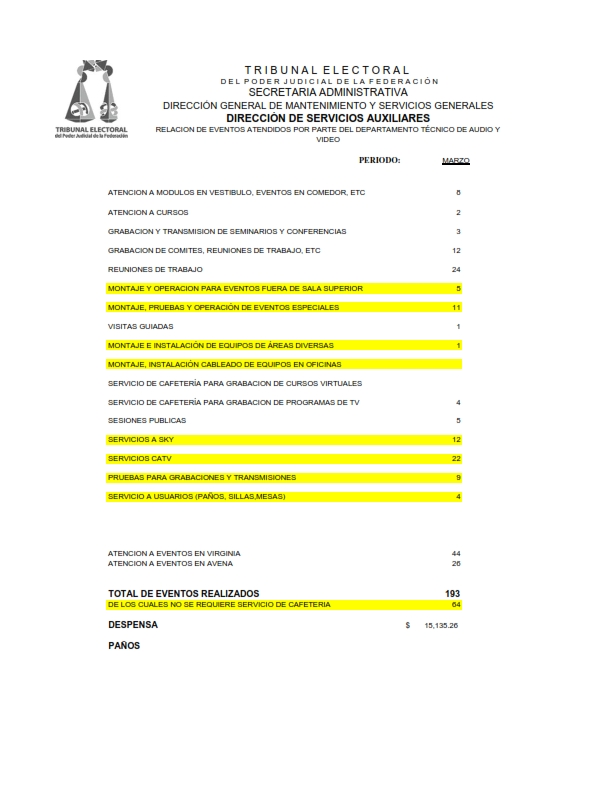 TRIBUNAL ELECTORAL
DEL PODER JUDICIAL DE LA FEDERACIÓN
SECRETARIA ADMINISTRATIVA
DIRECCIÓN GENERAL DE MANTENIMIENTO Y SERVICIOS GENERALES
DIRECCIÓN DE SERVICIOS AUXILIARES
RELACION DE EVENTOS ATENDIDOS POR PARTE DEL DEPARTAMENTO TÉCNICO DE AUDIO Y
VIDEO
TRIBUNAL ELECTORAL
del Poder Judicial de la Federación
PERIODO: MARZO
ATENCION A MODULOS EN VESTIBULO, EVENTOS EN COMEDOR, ETC 8
ATENCION A CURSOS 2
GRABACION Y TRANSMISION DE SEMINARIOS Y CONFERENCIAS 3
GRABACION DE COMITES, REUNIONES DE TRABAJO, ETC 12
REUNIONES DE TRABAJO 24
MONTAJE Y OPERACION PARA EVENTOS FUERA DE SALA SUPERIOR 5
MONTAJE, PRUEBAS Y OPERACIÓN DE EVENTOS ESPECIALES 11
VISITAS GUIADAS 1
MONTAJE E INSTALACIÓN DE EQUIPOS DE ÁREAS DIVERSAS 1
MONTAJE, INSTALACIÓN CABLEADO DE EQUIPOS EN OFICINAS
SERVICIO DE CAFETERÍA PARA GRABACION DE CURSOS VIRTUALES
SERVICIO DE CAFETERÍA PARA GRABACION DE PROGRAMAS DE TV 4
SESIONES PUBLICAS 5
SERVICIOS A SKY 12
SERVICIOS CATV 22
PRUEBAS PARA GRABACIONES Y TRANSMISIONES 9
SERVICIO A USUARIOS (PAÑOS, SILLAS,MESAS) 4
ATENCION A EVENTOS EN VIRGINIA 44
ATENCION A EVENTOS EN AVENA 26
TOTAL DE EVENTOS REALIZADOS 193
DE LOS CUALES NO SE REQUIERE SERVICIO DE CAFETERIA 64
DESPENSA $ 15,135.26
PAÑOS